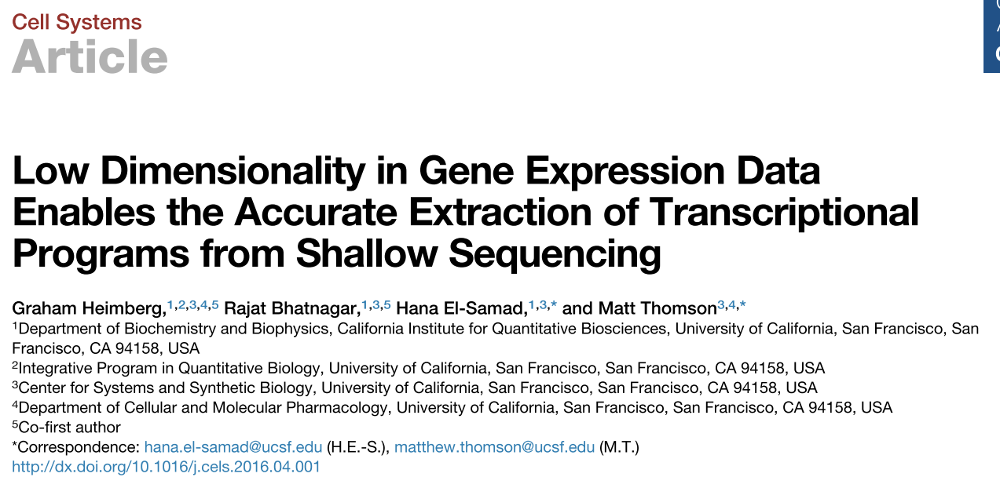 Cell Systems
Article
Low Dimensionality in Gene Expression Data
Enables the Accurate Extraction of Transcriptional
Programs from Shallow Sequencing
Graham Heimberg,1,2,3,4,5 Rajat Bhatnagar,1,3,5 Hana El-Samad,1,3,* and Matt Thomson3,4,*
1Department of Biochemistry and Biophysics, California Institute for Quantitative Biosciences, University of California, San Francisco, San
Francisco, CA 94158, USA
2Integrative Program in Quantitative Biology, University of California, San Francisco, San Francisco, CA 94158, USA
3Center for Systems and Synthetic Biology, University of California, San Francisco, San Francisco, CA 94158, USA
4Department of Cellular and Molecular Pharmacology, University of California, San Francisco, San Francisco, CA 94158, USA
5Co-first author
*Correspondence: hana.el-samad@ucsf.edu (H.E.-S.), matthew.thomson@ucsf.edu (M.T.)
http://dx.doi.org/10.1016/j.cels.2016.04.001